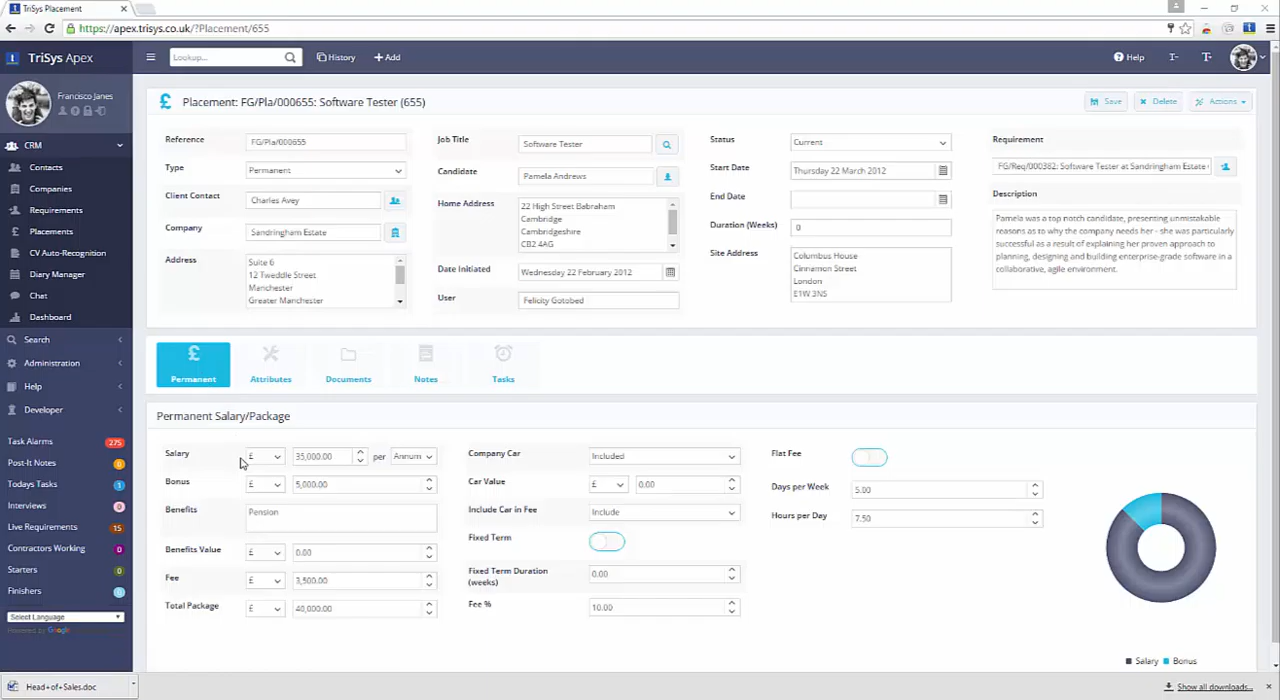 TriSys Placement
https://apex.trisys.co.uk/?Placement/655
TriSys Apex
Lookup...
History
Add
Help
T-
T-
Francisco Janes
CRM
Contacts
Companies
Requirements
Placements
CV Auto-Recognition
Diary Manager
Chat
Dashboard
Search
Administration
Help
Developer
Task Alarms 275
Post-It Notes 0
Todays Tasks 1
Interviews 0
Live Requirements 15
Contractors Working 0
Starters 0
Finishers 0
Select Language
Powered by Google
£ Placement: FG/Pla/000655: Software Tester (655)
Save
Delete
Actions
Reference FG/Pla/000655
Type Permanent
Client Contact Charles Avey
Company Sandringham Estate
Address Suite 6
12 Tweddle Street
Manchester
Greater Manchester
Job Title Software Tester
Candidate Pamela Andrews
Home Address 22 High Street Babraham
Cambridge
Cambridgeshire
CB2 4AG
Date Initiated Wednesday 22 February 2012
User Felicity Gotobed
Status Current
Start Date Thursday 22 March 2012
End Date
Duration (Weeks) 0
Site Address Columbus House
Cinnamon Street
London
E1W 3NS
Requirement
FG/Req/000382: Software Tester at Sandringham Estate
Description
Pamela was a top notch candidate, presenting unmistakable
reasons as to why the company needs her - she was particularly
successful as a result of explaining her proven approach to
planning, designing and building enterprise-grade software in a
collaborative, agile environment.
£
Permanent
Attributes
Documents
Notes
Tasks
Permanent Salary/Package
Salary £ 35,000.00 per Annum
Bonus £ 5,000.00
Benefits Pension
Benefits Value £ 0.00
Fee £ 3,500.00
Total Package £ 40,000.00
Company Car Included
Car Value £ 0.00
Include Car in Fee Include
Fixed Term
Fixed Term Duration
(weeks) 0.00
Fee % 10.00
Flat Fee
Days per Week 5.00
Hours per Day 7.50
Salary Bonus
Head+of+Sales.doc
Show all downloads...